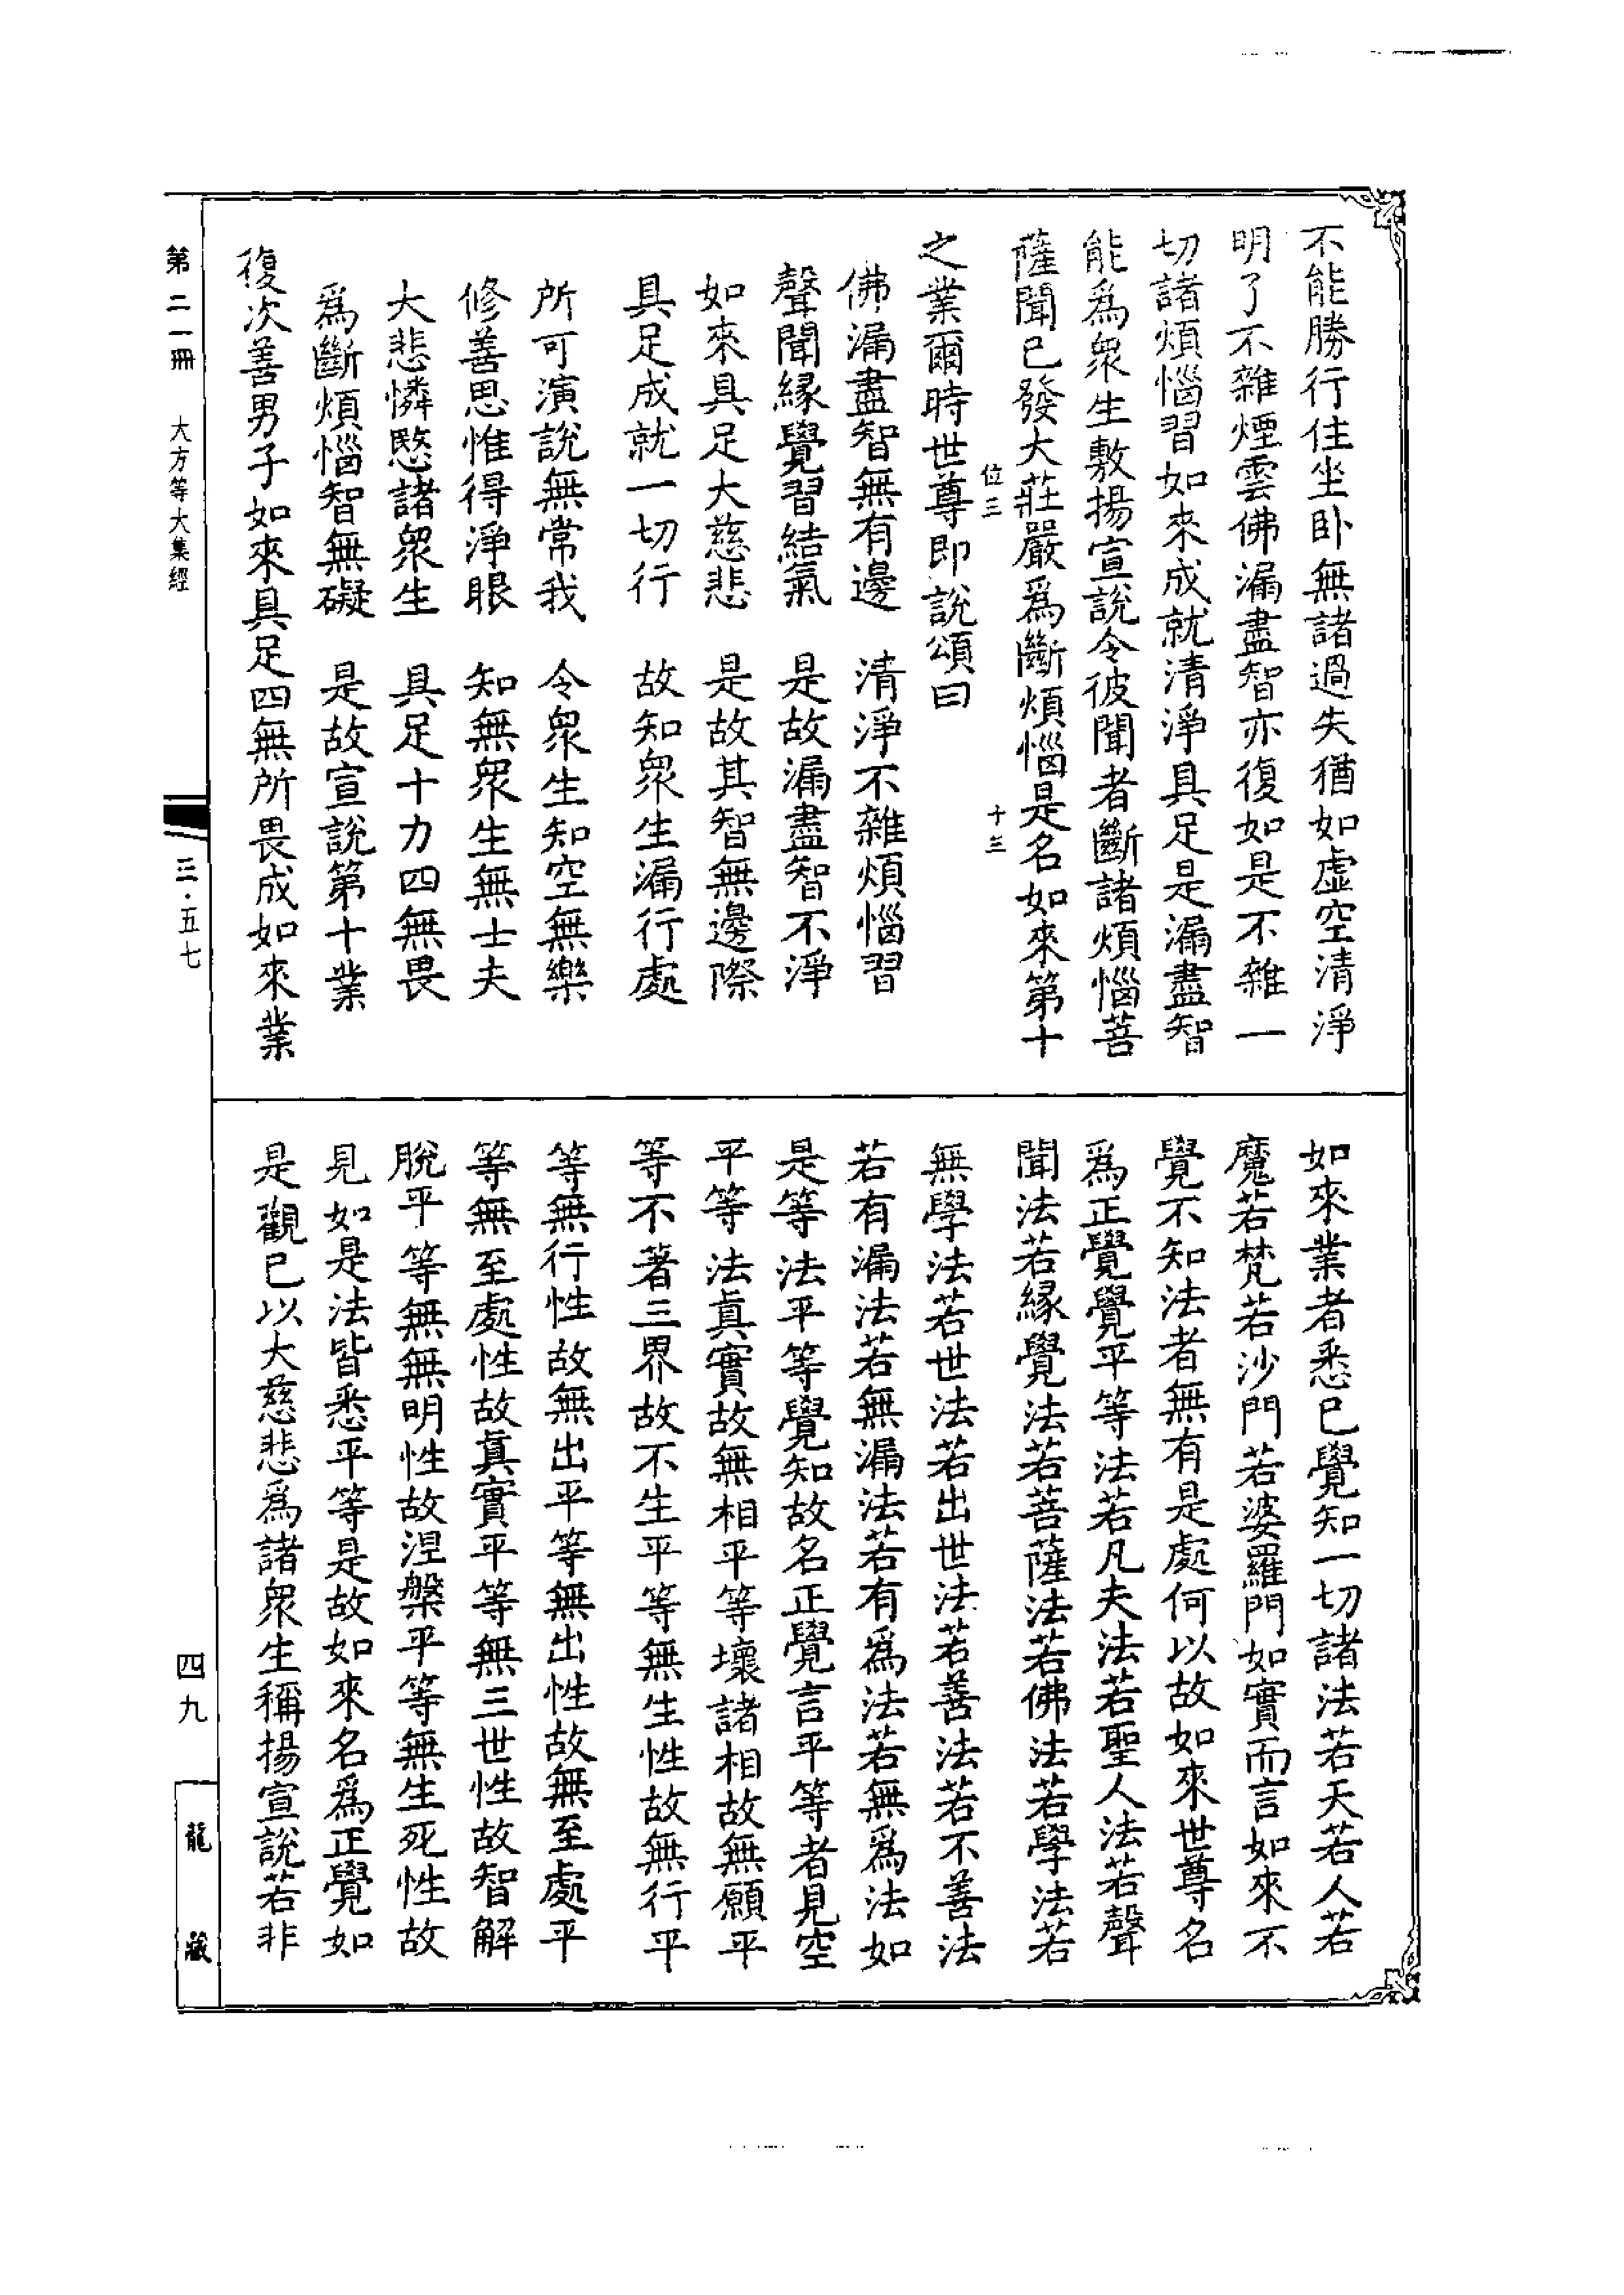 不能勝行住坐卧無諸過失猶如虛空清淨
明了不雜煙雲佛漏盡智亦復如是不雜一
切諸煩惱習如來成就清淨具足是漏盡智
能爲衆生敷揚宣說令彼聞者斷諸煩惱菩
薩聞已發大莊嚴爲斷煩惱是名如來第十
位三 十三
之業爾時世尊即說頌曰
佛漏盡智無有邊 清淨不雜煩惱習
聲聞緣覺習結氣 是故漏盡智不淨
如來具足大慈悲 是故其智無邊際
具足成就一切行 故知衆生漏行處
所可演說無常我 令衆生知空無樂
修善思惟得淨眼 知無衆生無士夫
大悲憐愍諸衆生 具足十力四無畏
爲斷煩惱智無礙 是故宣說第十業
復次善男子如來具足四無所畏成如來業
如來業者悉已覺知一切諸法若天若人若
魔若梵若沙門若婆羅門如實而言如來不
覺不知法者無有是處何以故如來世尊名
爲正覺覺平等法若凡夫法若聖人法若聲
聞法若緣覺法若菩薩法若佛法若學法若
無學法若世法若出世法若善法若不善法
若有漏法若無漏法若有爲法若無爲法如
是等法平等覺知故名正覺言平等者見空
平等法真實故無相平等壞諸相故無願平
等不著三界故不生平等無生性故無行平
等無行性故無出平等無出性故無至處平
等無至處性故真實平等無三世性故智解
脫平等無無明性故涅槃平等無生死性故
見如是法皆悉平等是故如來名爲正覺如
是觀已以大慈悲爲諸衆生稱揚宣說若非
第二一冊 大方等大集經 三·五七 四九 龍藏